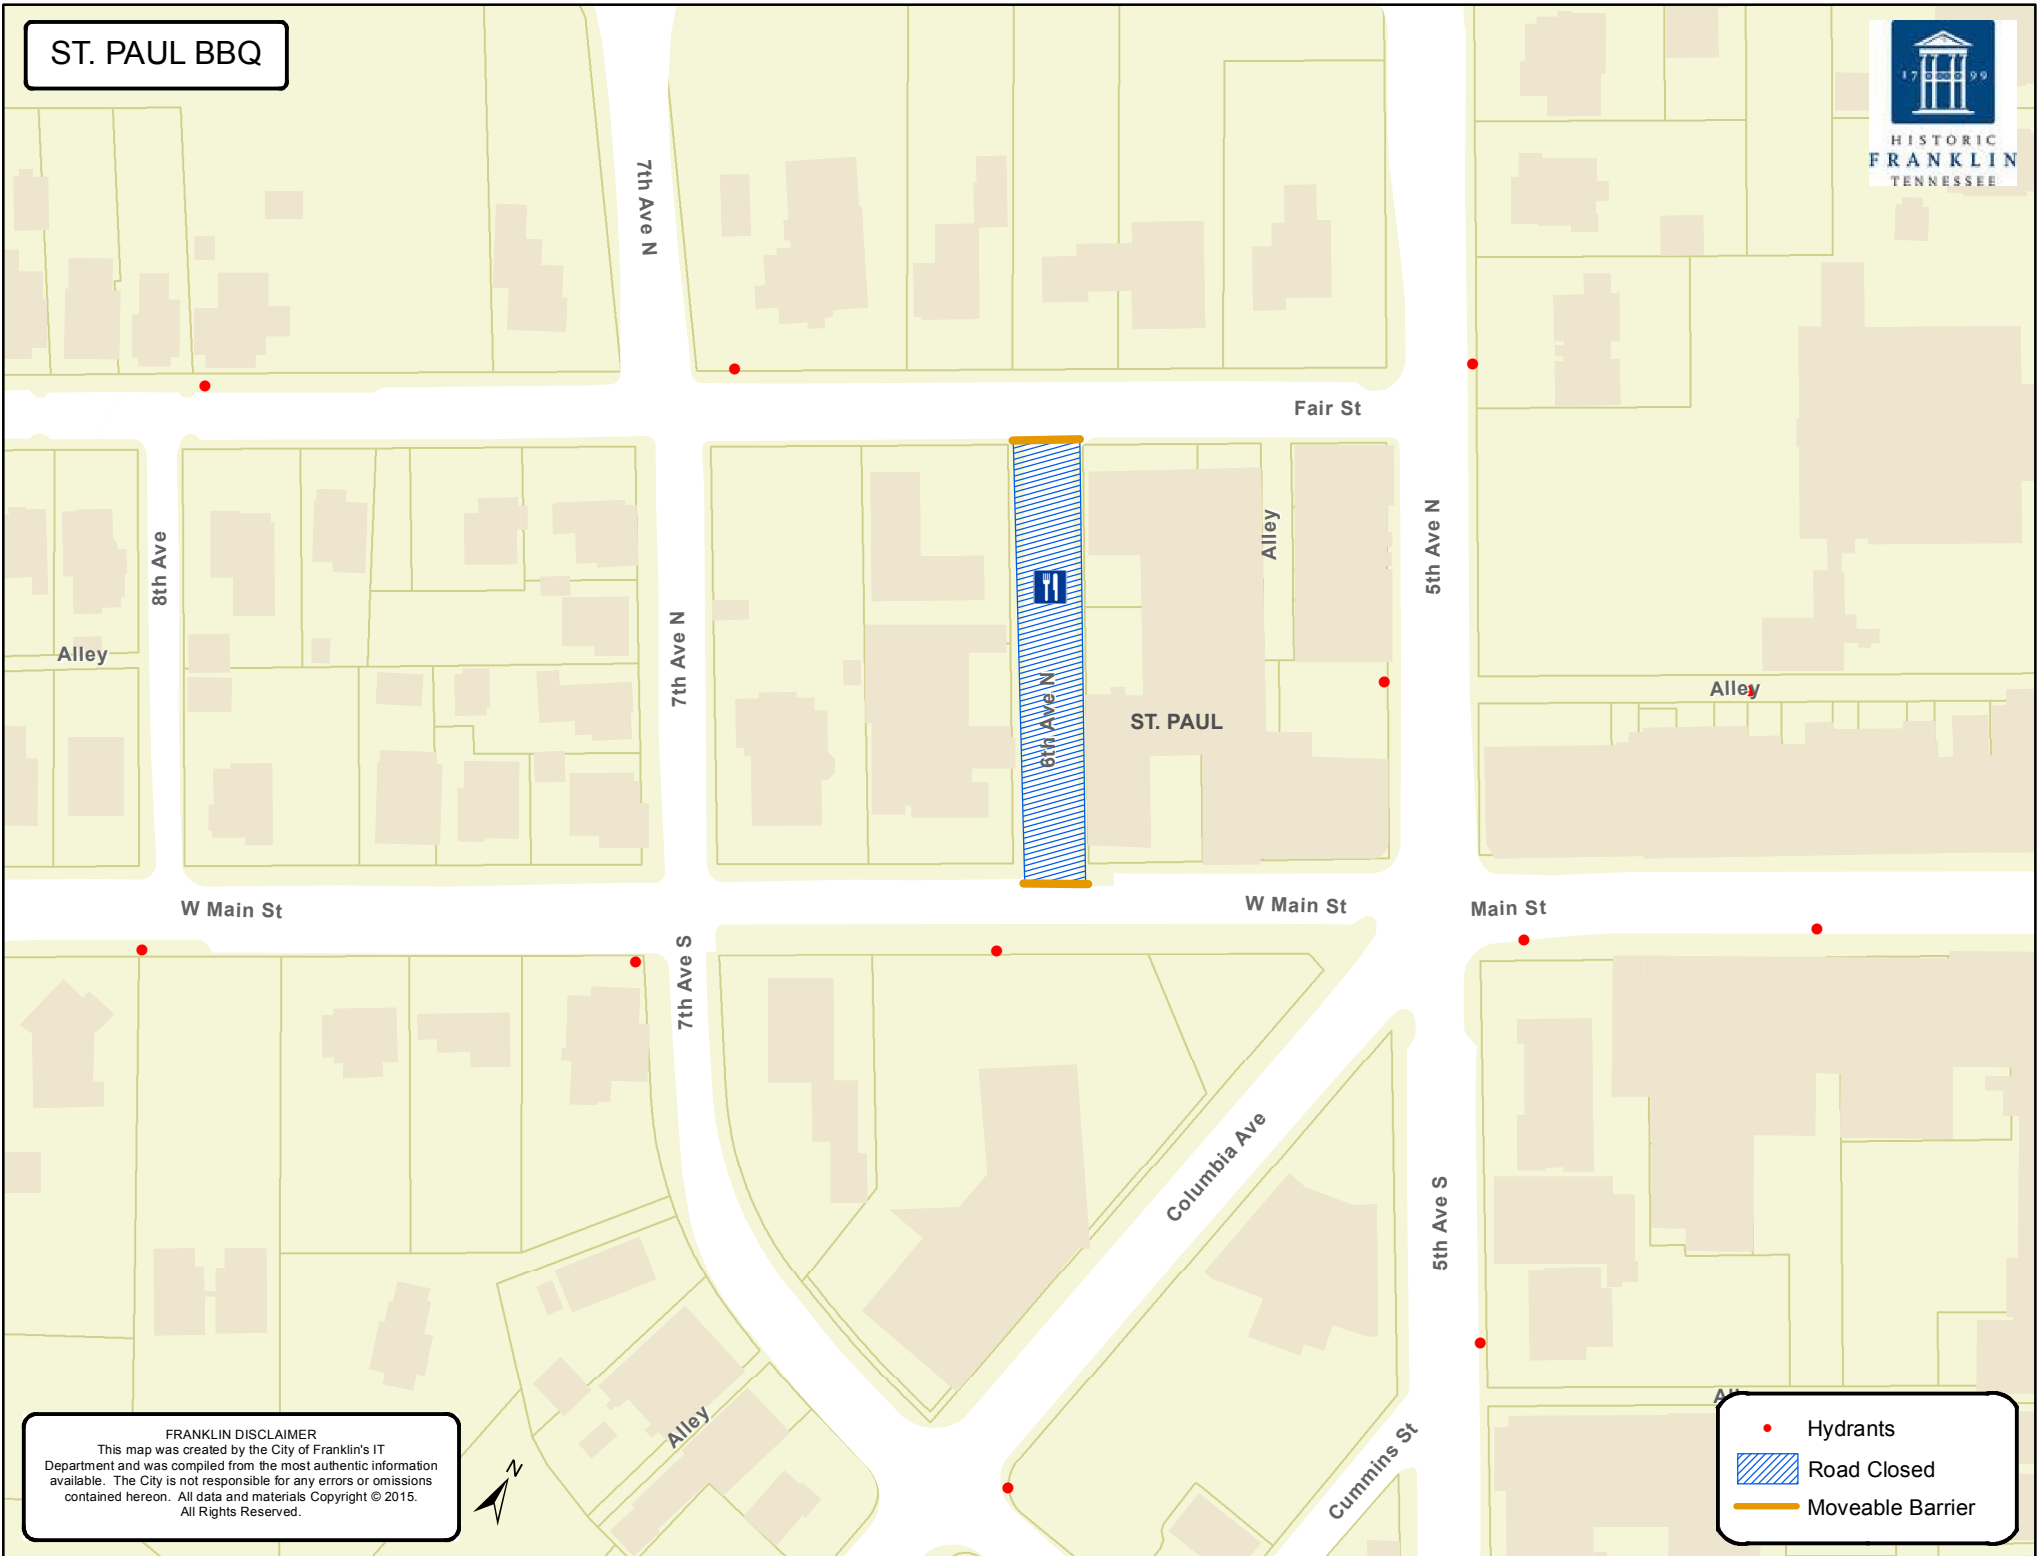 ST. PAUL BBQ
17 99
HISTORIC
FRANKLIN
TENNESSEE
7th Ave N
Fair St
8th Ave
Alley
5th Ave N
7th Ave N
Alley
6th Ave N
ST. PAUL
Alley
W Main St
W Main St
Main St
7th Ave S
Columbia Ave
5th Ave S
Alley
Cummins St
FRANKLIN DISCLAIMER
This map was created by the City of Franklin's IT
Department and was compiled from the most authentic information
available. The City is not responsible for any errors or omissions
contained hereon. All data and materials Copyright © 2015.
All Rights Reserved.
N
Hydrants
Road Closed
Moveable Barrier